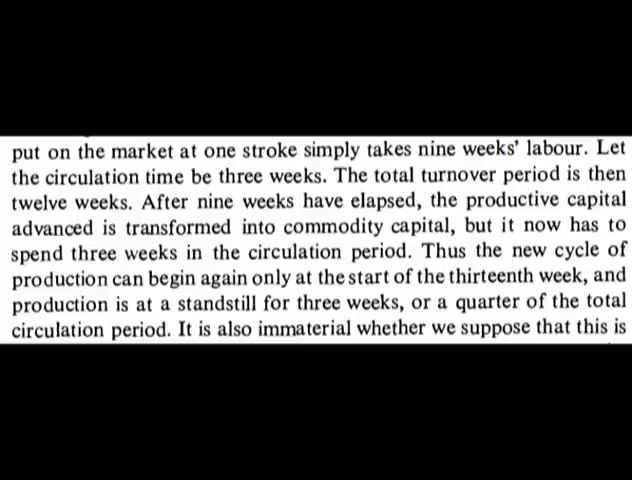 put on the market at one stroke simply takes nine weeks' labour. Let
the circulation time be three weeks. The total turnover period is then
twelve weeks. After nine weeks have elapsed, the productive capital
advanced is transformed into commodity capital, but it now has to
spend three weeks in the circulation period. Thus the new cycle of
production can begin again only at the start of the thirteenth week, and
production is at a standstill for three weeks, or a quarter of the total
circulation period. It is also immaterial whether we suppose that this is